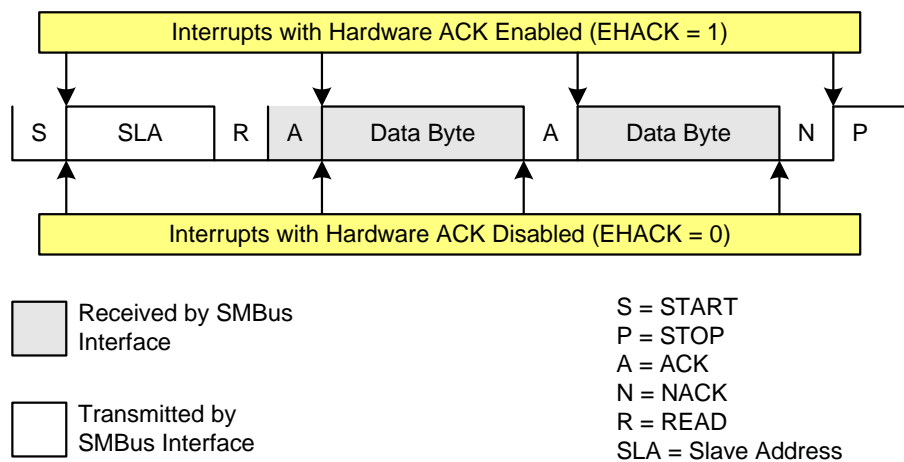 Interrupts with Hardware ACK Enabled (EHACK = 1)
S SLA R A Data Byte A Data Byte N P
Interrupts with Hardware ACK Disabled (EHACK = 0)
Received by SMBus
Interface
Transmitted by
SMBus Interface
S = START
P = STOP
A = ACK
N = NACK
R = READ
SLA = Slave Address